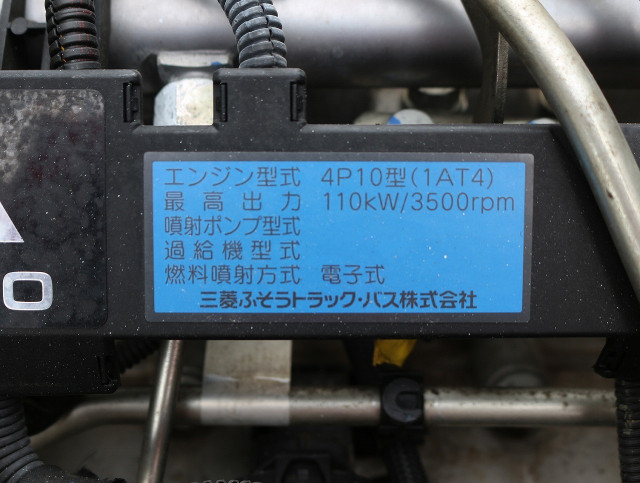 エンジン型式 4P10型(1AT4)
最高出力 110kW/3500rpm
噴射ポンプ型式
過給機型式
燃料噴射方式 電子式
三菱ふそうトラック・バス株式会社
O